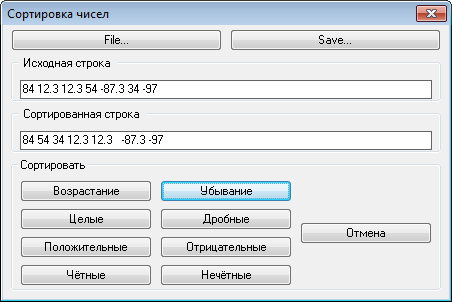 Сортировка чисел
File... Save...
Исходная строка
84 12.3 12.3 54 -87.3 34 -97
Сортированная строка
84 54 34 12.3 12.3   -87.3 -97
Сортировать
Возрастание Убывание
Целые Дробные
Отмена
Положительные Отрицательные
Чётные Нечётные